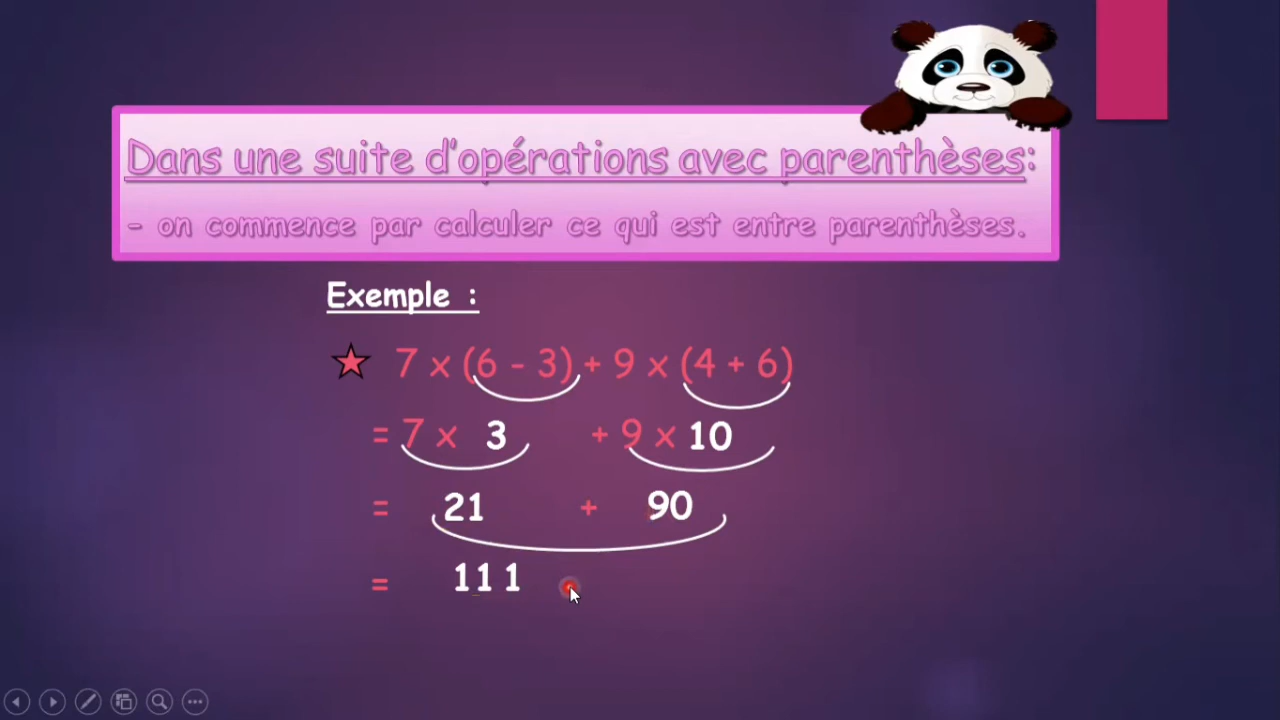 Dans une suite d'opérations avec parenthèses:
- on commence par calculer ce qui est entre parenthèses.
Exemple :
7 x (6 - 3) + 9 x (4 + 6)
= 7 x 3 + 9 x 10
= 21 + 90
= 111